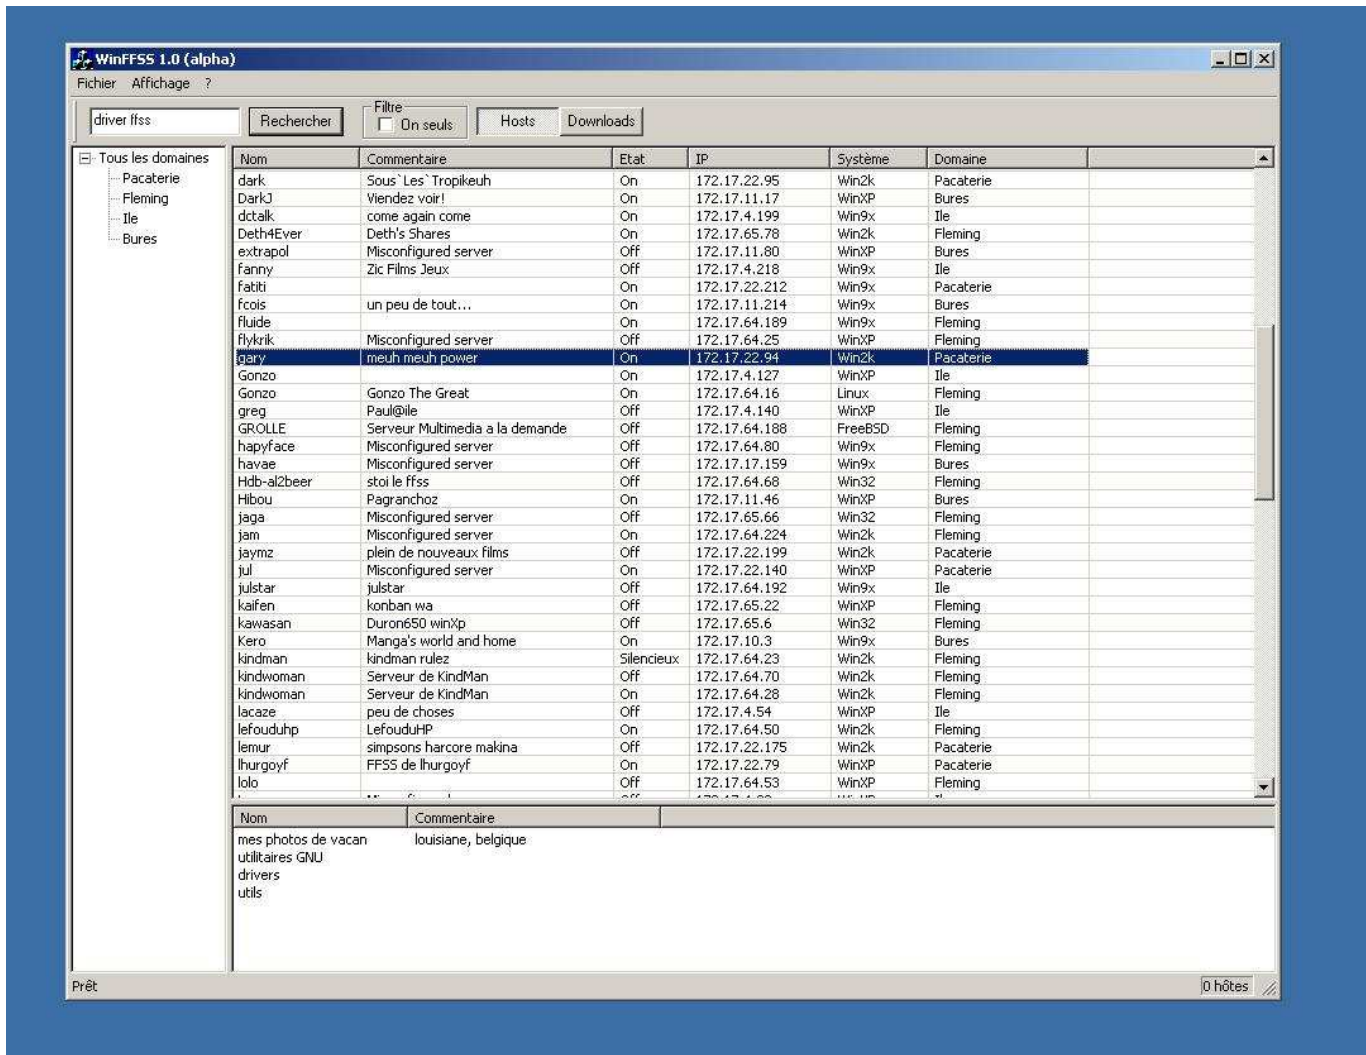 WinFFSS 1.0 (alpha)
Fichier Affichage ?
driver ffss Rechercher Filtre On seuls Hosts Downloads
Tous les domaines
Pacaterie
Fleming
Ile
Bures
Nom Commentaire Etat IP Système Domaine
dark Sous`Les`Tropikeuh On 172.17.22.95 Win2k Pacaterie
DarkJ Viendez voir! On 172.17.11.17 WinXP Bures
dctalk come again come On 172.17.4.199 Win9x Ile
Deth4Ever Deth's Shares On 172.17.65.78 Win2k Fleming
extrapol Misconfigured server Off 172.17.11.80 WinXP Bures
fanny Zic Films Jeux Off 172.17.4.218 Win9x Ile
fatiti On 172.17.22.212 Win9x Pacaterie
fcois un peu de tout... On 172.17.11.214 Win9x Bures
fluide On 172.17.64.189 Win9x Fleming
flykrik Misconfigured server Off 172.17.64.25 WinXP Fleming
gary meuh meuh power On 172.17.22.94 Win2k Pacaterie
Gonzo On 172.17.4.127 WinXP Ile
Gonzo Gonzo The Great On 172.17.64.16 Linux Fleming
greg Paul@ile Off 172.17.4.140 WinXP Ile
GROLLE Serveur Multimedia a la demande Off 172.17.64.188 FreeBSD Fleming
hapyface Misconfigured server Off 172.17.64.80 Win9x Fleming
havae Misconfigured server Off 172.17.17.159 Win9x Bures
Hdb-al2beer stoi le ffss Off 172.17.64.68 Win32 Fleming
Hibou Pagranchoz On 172.17.11.46 WinXP Bures
jaga Misconfigured server Off 172.17.65.66 Win32 Fleming
jam Misconfigured server On 172.17.64.224 Win2k Fleming
jaymz plein de nouveaux films Off 172.17.22.199 Win2k Pacaterie
jul Misconfigured server On 172.17.22.140 WinXP Pacaterie
julstar julstar Off 172.17.64.192 Win9x Ile
kaifen konban wa Off 172.17.65.22 WinXP Fleming
kawasan Duron650 winXp Off 172.17.65.6 Win32 Fleming
Kero Manga's world and home On 172.17.10.3 Win9x Bures
kindman kindman rulez Silencieux 172.17.64.23 Win2k Fleming
kindwoman Serveur de KindMan Off 172.17.64.70 Win2k Fleming
kindwoman Serveur de KindMan On 172.17.64.28 Win2k Fleming
lacaze peu de choses Off 172.17.4.54 WinXP Ile
lefouduhp LefouduHP On 172.17.64.50 Win2k Fleming
lemur simpsons harcore makina Off 172.17.22.175 Win2k Pacaterie
lhurgoyf FFSS de lhurgoyf On 172.17.22.79 WinXP Pacaterie
lolo Off 172.17.64.53 WinXP Fleming
Nom Commentaire
mes photos de vacan louisiane, belgique
utilitaires GNU
drivers
utils
Prêt 0 hôtes